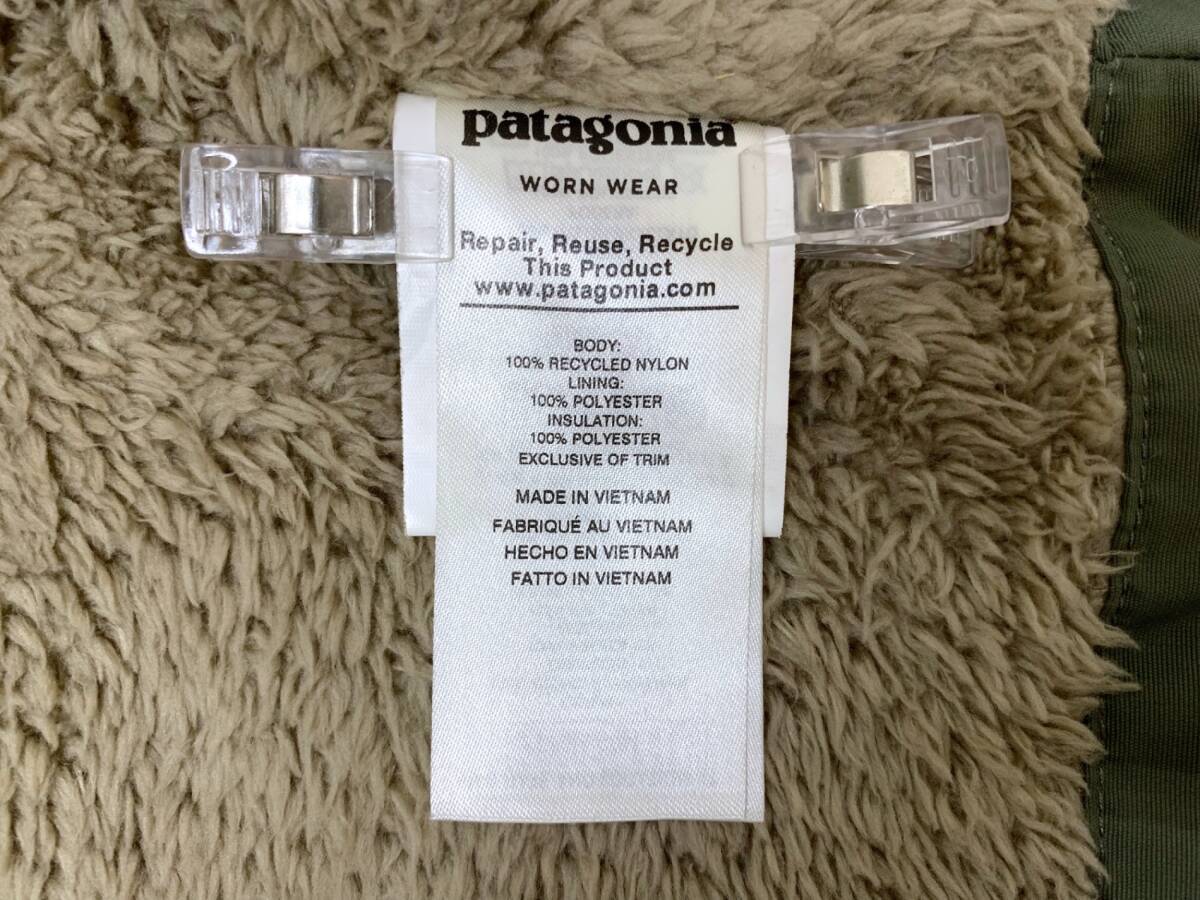 patagonia
WORN WEAR
Repair, Reuse, Recycle
This Product
www.patagonia.com
BODY:
100% RECYCLED NYLON
LINING:
100% POLYESTER
INSULATION:
100% POLYESTER
EXCLUSIVE OF TRIM
MADE IN VIETNAM
FABRIQUÉ AU VIETNAM
HECHO EN VIETNAM
FATTO IN VIETNAM